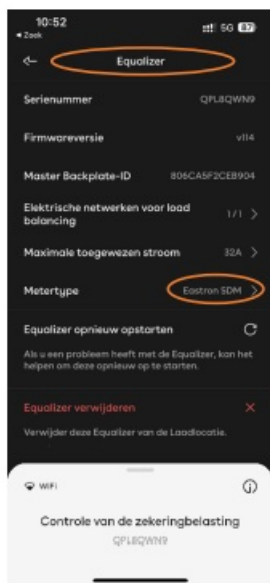 10:52
5G 87
◂ Zoek
Equalizer
Serienummer QPL8QWN9
Firmwareversie v114
Master Backplate-ID 806CA5F2CEB904
Elektrische netwerken voor load
balancing 1/1
Maximale toegewezen stroom 32A
Metertype Eastron SDM
Equalizer opnieuw opstarten
Als u een probleem heeft met de Equalizer, kan het
helpen om deze opnieuw op te starten.
Equalizer verwijderen
Verwijder deze Equalizer van de Laadlocatie.
WiFi
Controle van de zekeringbelasting
QPL8QWN9